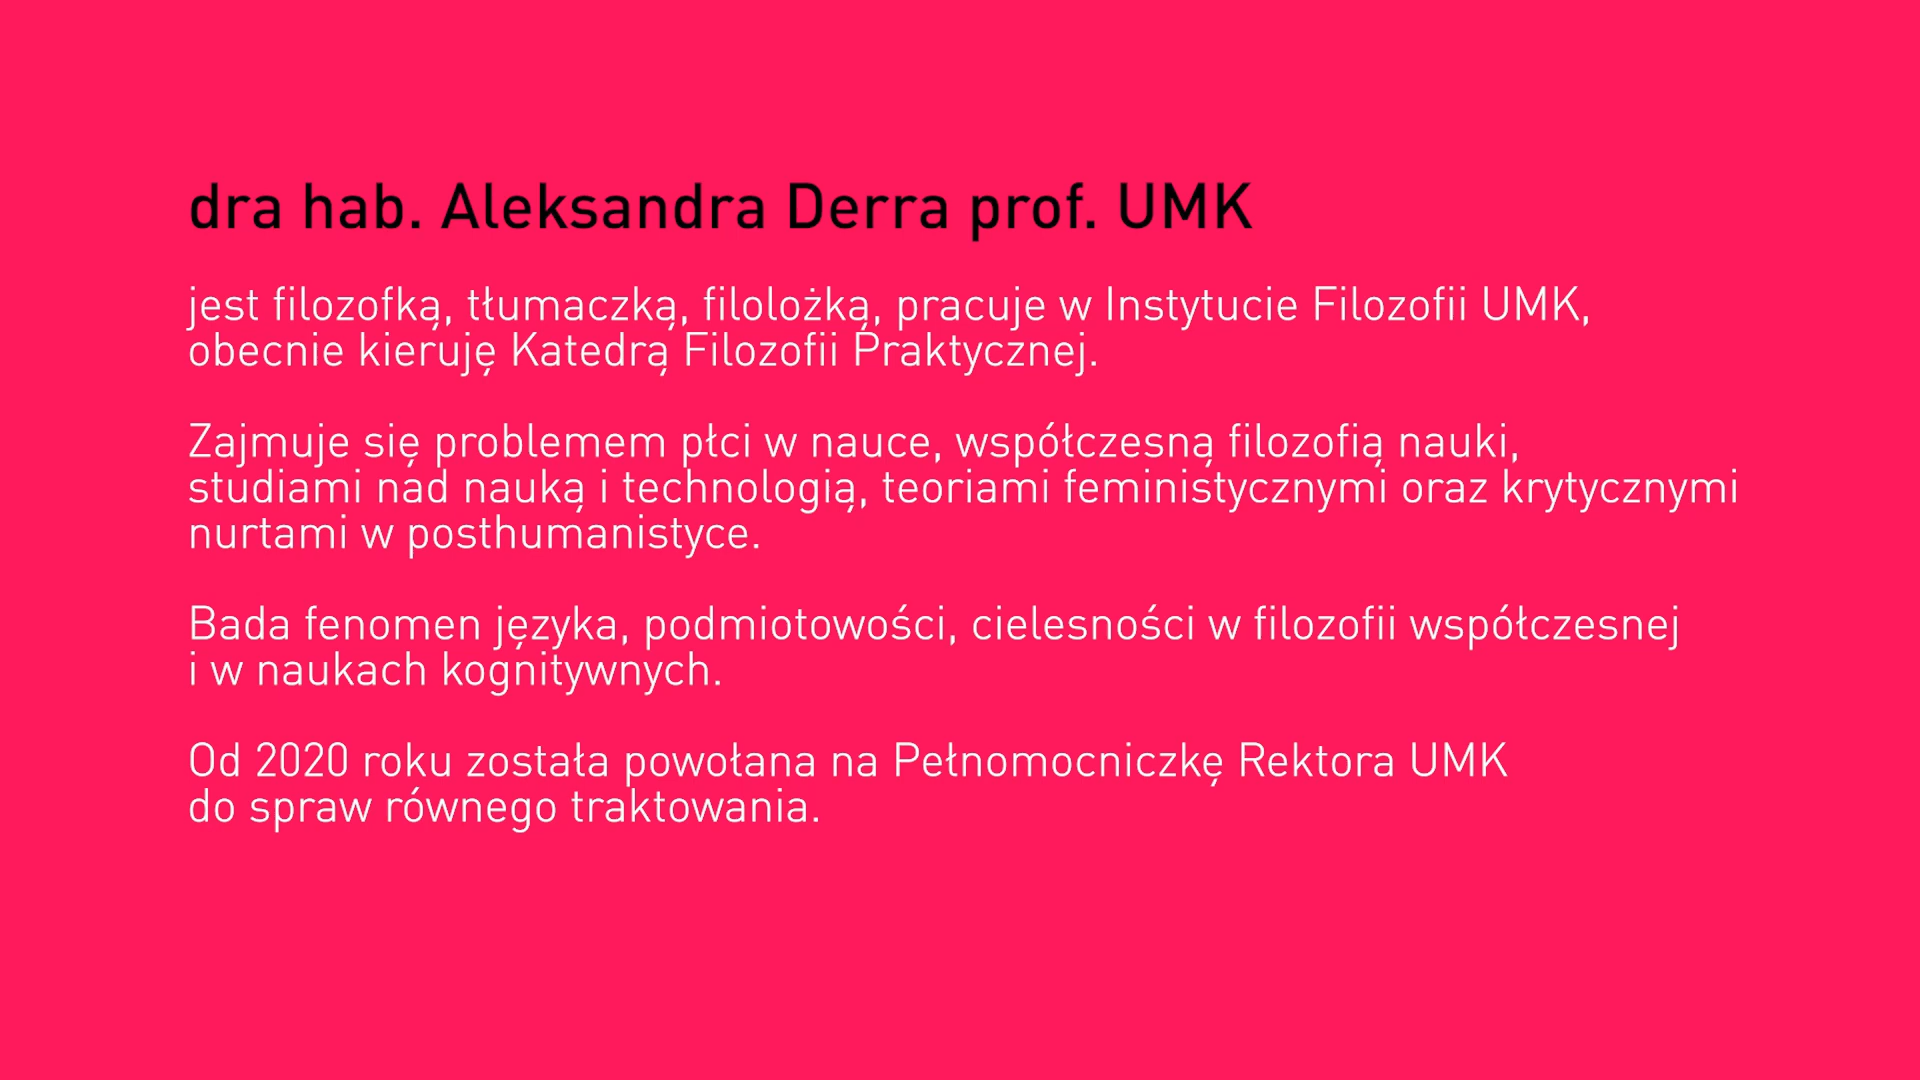 dra hab. Aleksandra Derra prof. UMK
jest filozofką, tłumaczką, filolożką, pracuje w Instytucie Filozofii UMK,
obecnie kieruję Katedrą Filozofii Praktycznej.
Zajmuje się problemem płci w nauce, współczesną filozofią nauki,
studiami nad nauką i technologią, teoriami feministycznymi oraz krytycznymi
nurtami w posthumanistyce.
Bada fenomen języka, podmiotowości, cielesności w filozofii współczesnej
i w naukach kognitywnych.
Od 2020 roku została powołana na Pełnomocniczkę Rektora UMK
do spraw równego traktowania.